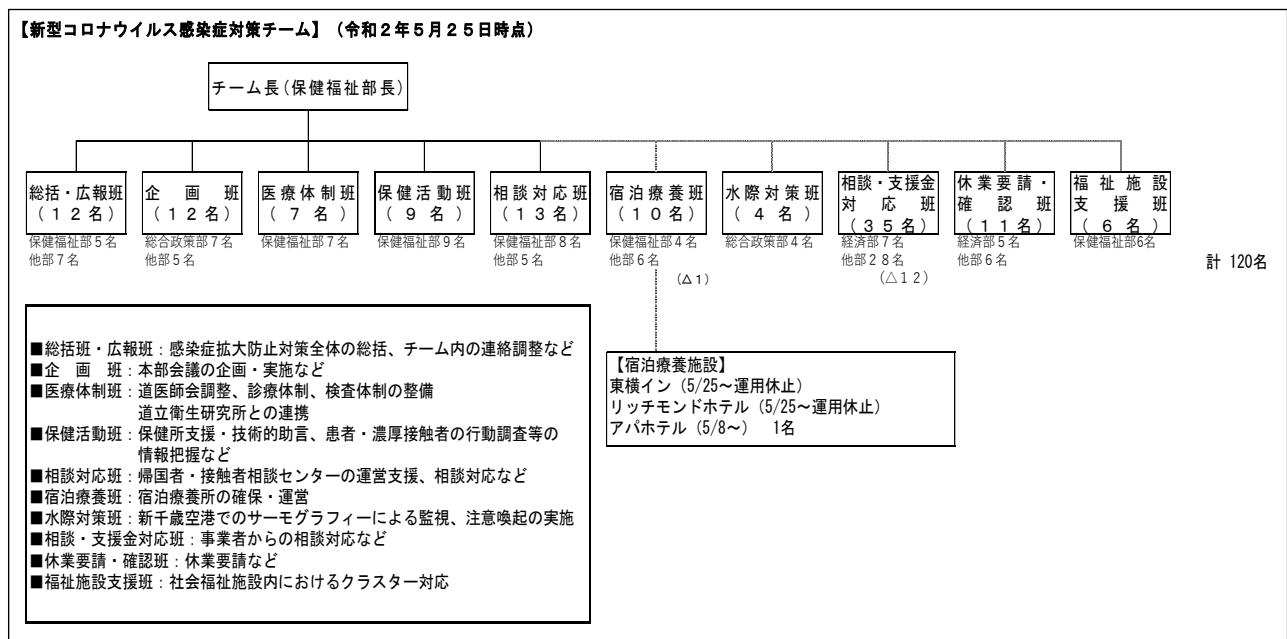 【新型コロナウイルス感染症対策チーム】（令和２年５月２５日時点）
チーム長（保健福祉部長）
総括・広報班
（１２名）
保健福祉部５名
他部７名
企　画　班
（１２名）
総合政策部７名
他部５名
医療体制班
（７名）
保健福祉部７名
保健活動班
（９名）
保健福祉部９名
相談対応班
（１３名）
保健福祉部８名
他部５名
宿泊療養班
（１０名）
保健福祉部４名
他部６名
（△１）
水際対策班
（４名）
総合政策部４名
相談・支援金
対　応　班
（３５名）
経済部７名
他部２８名
（△１２）
休業要請・
確　認　班
（１１名）
経済部５名
他部６名
福祉施設
支　援　班
（６名）
保健福祉部6名
計 120名
■総括班・広報班：感染症拡大防止対策全体の総括、チーム内の連絡調整など
■企　画　班：本部会議の企画・実施など
■医療体制班：道医師会調整、診療体制、検査体制の整備
道立衛生研究所との連携
■保健活動班：保健所支援・技術的助言、患者・濃厚接触者の行動調査等の
情報把握など
■相談対応班：帰国者・接触者相談センターの運営支援、相談対応など
■宿泊療養班：宿泊療養所の確保・運営
■水際対策班：新千歳空港でのサーモグラフィーによる監視、注意喚起の実施
■相談・支援金対応班：事業者からの相談対応など
■休業要請・確認班：休業要請など
■福祉施設支援班：社会福祉施設内におけるクラスター対応
【宿泊療養施設】
東横イン（5/25～運用休止）
リッチモンドホテル（5/25～運用休止）
アパホテル（5/8～）　1名